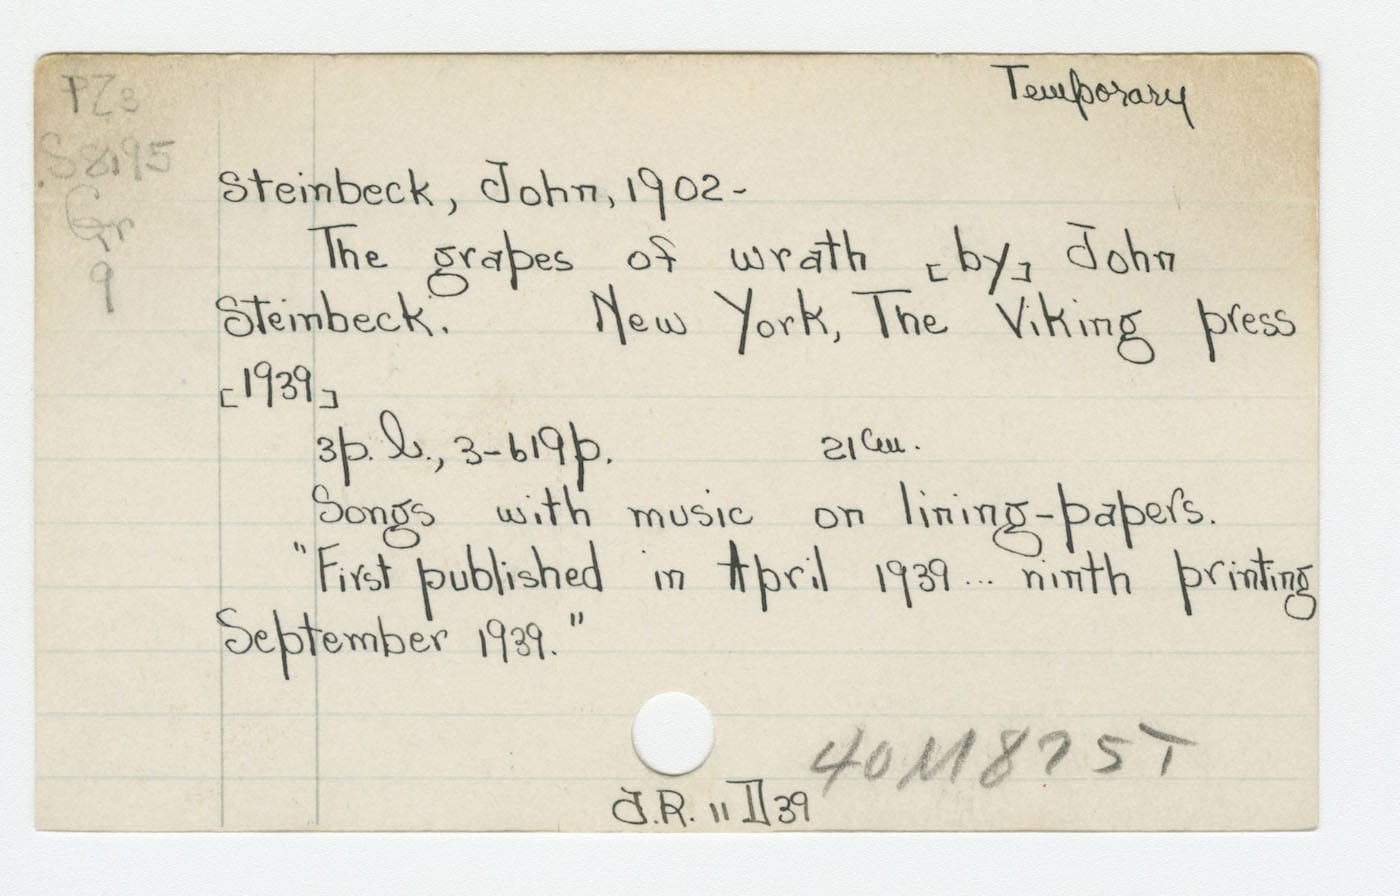 Temporary
PZ3
.S8195
Gr
9
Steinbeck, John, 1902-
The grapes of wrath [by] John
Steinbeck. New York, The Viking press
[1939]
3p. l., 3-619p. 21cm.
Songs with music on lining-papers.
"First published in April 1939... ninth printing
September 1939."
40M875T
J.R. 11 II 39